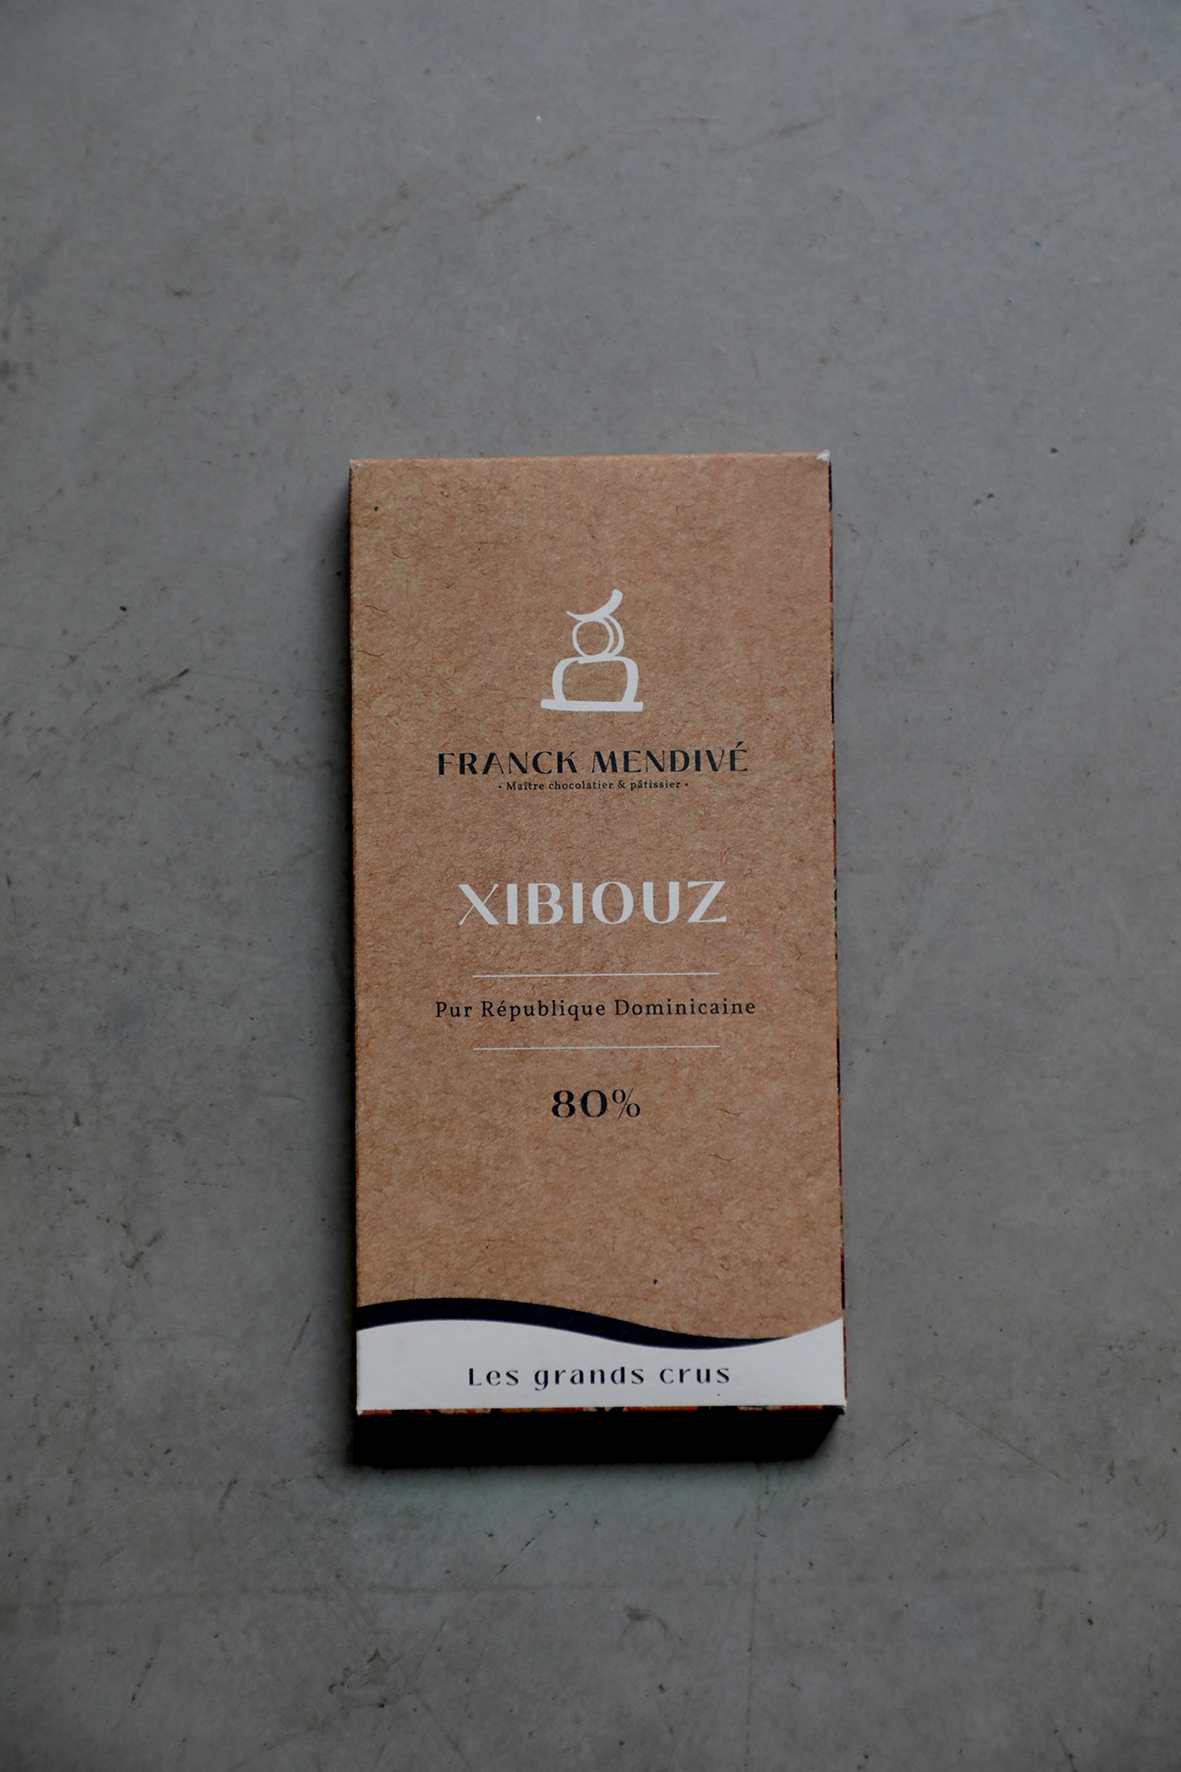 FRANCK MENDIVÉ
• Maître chocolatier & pâtissier •
XIBIOUZ
Pur République Dominicaine
80%
Les grands crus